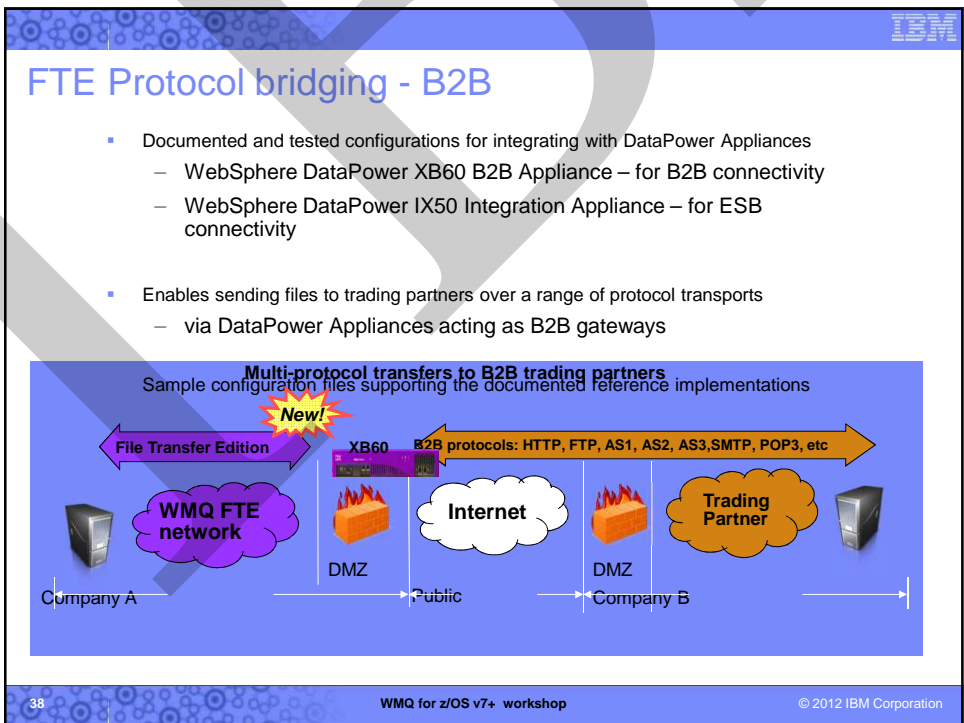 IBM
FTE Protocol bridging - B2B
▪ Documented and tested configurations for integrating with DataPower Appliances
– WebSphere DataPower XB60 B2B Appliance – for B2B connectivity
– WebSphere DataPower IX50 Integration Appliance – for ESB
connectivity
▪ Enables sending files to trading partners over a range of protocol transports
– via DataPower Appliances acting as B2B gateways
Multi-protocol transfers to B2B trading partners
Sample configuration files supporting the documented reference implementations
New!
File Transfer Edition
XB60
B2B protocols: HTTP, FTP, AS1, AS2, AS3,SMTP, POP3, etc
WMQ FTE
network
Internet
Trading
Partner
DMZ
DMZ
Company A
Public
Company B
38
WMQ for z/OS v7+ workshop
© 2012 IBM Corporation